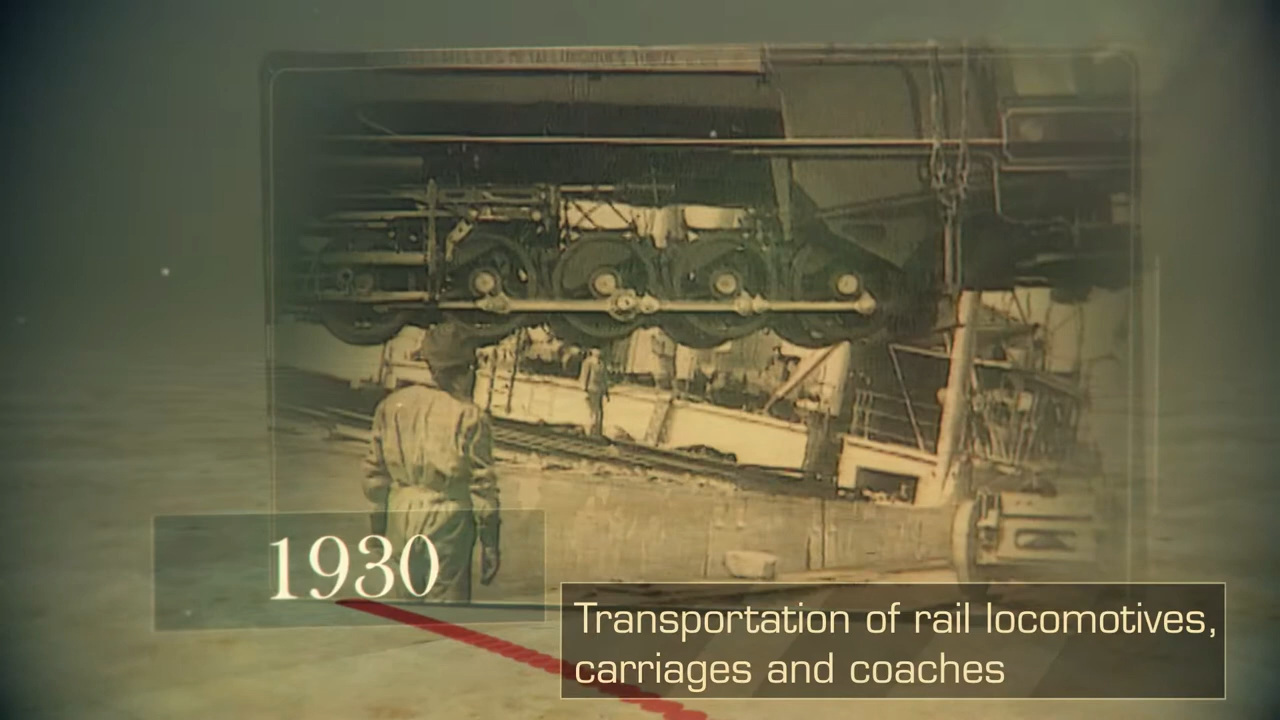 1930
Transportation of rail locomotives,
carriages and coaches